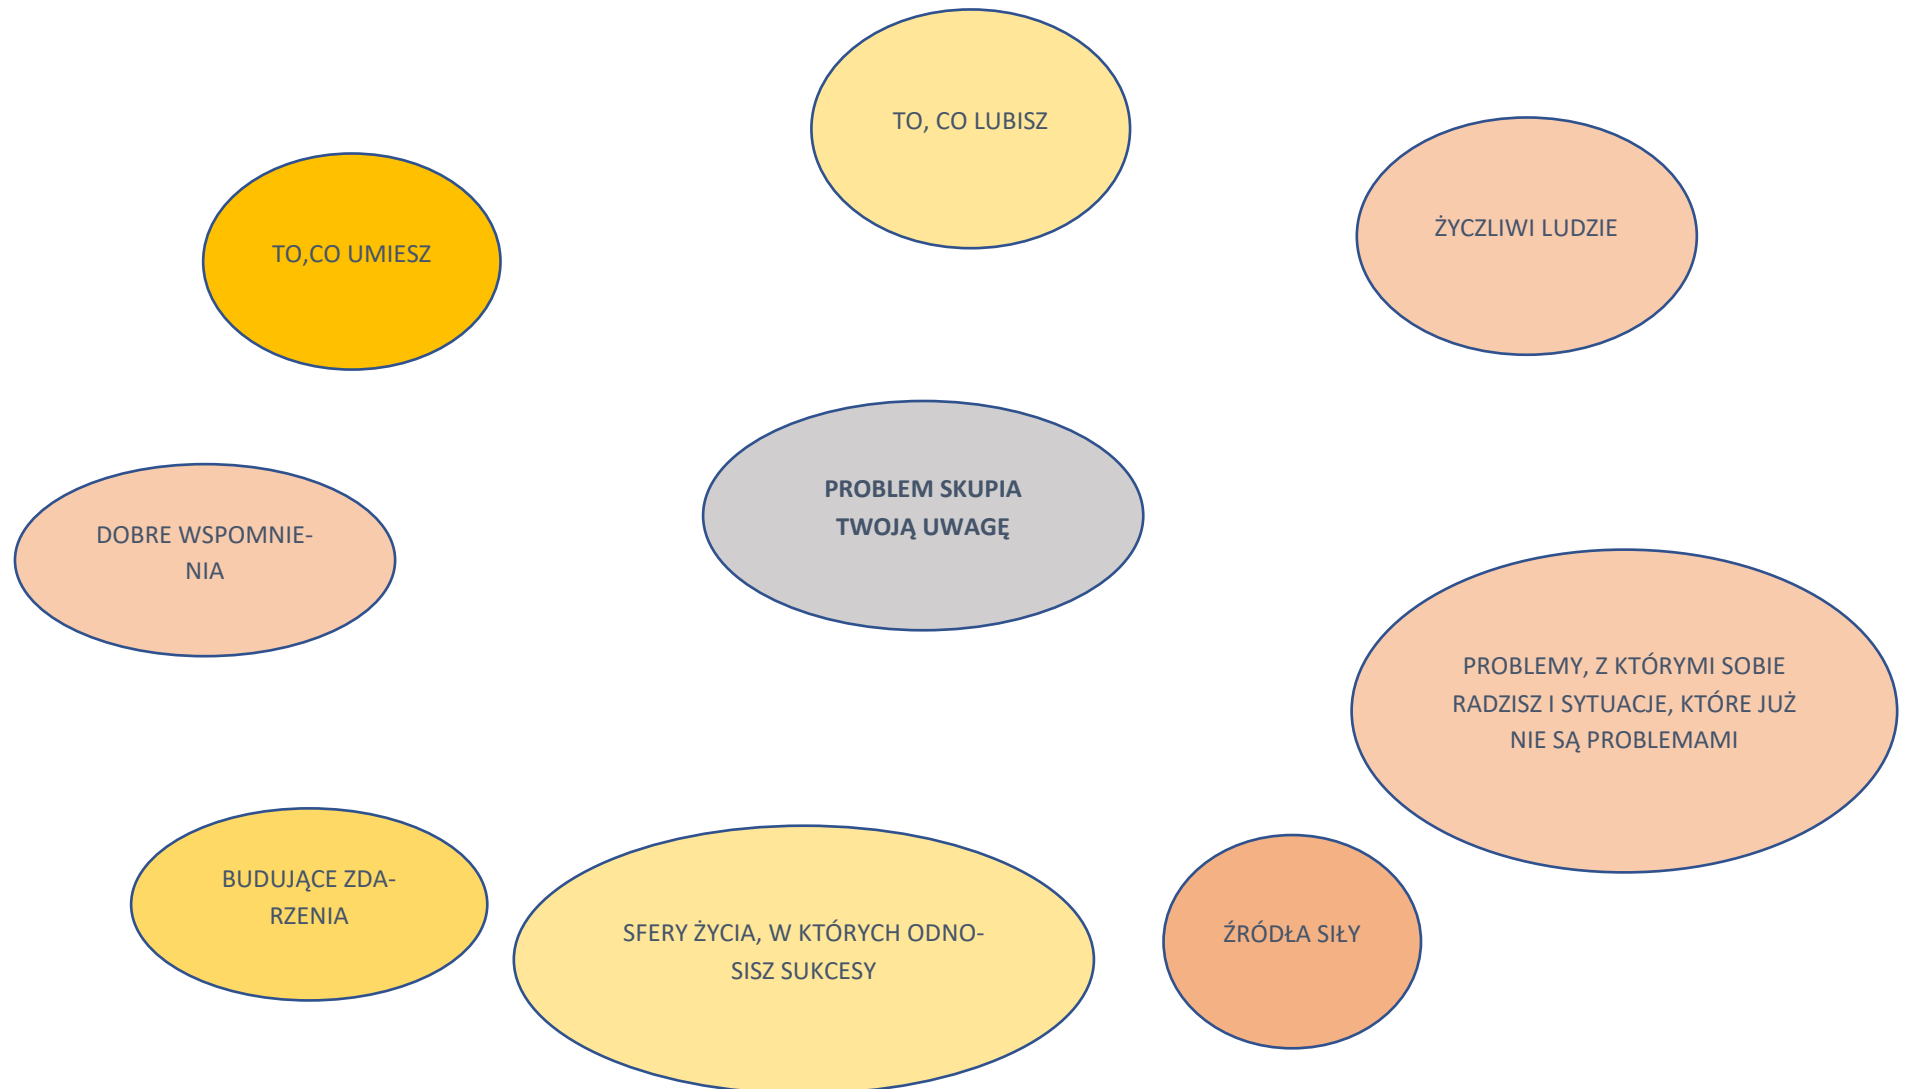 TO, CO LUBISZ
ŻYCZLIWI LUDZIE
TO,CO UMIESZ
PROBLEM SKUPIA
TWOJĄ UWAGĘ
DOBRE WSPOMNIE-
NIA
PROBLEMY, Z KTÓRYMI SOBIE
RADZISZ I SYTUACJE, KTÓRE JUŻ
NIE SĄ PROBLEMAMI
BUDUJĄCE ZDA-
RZENIA
SFERY ŻYCIA, W KTÓRYCH ODNO-
SISZ SUKCESY
ŹRÓDŁA SIŁY